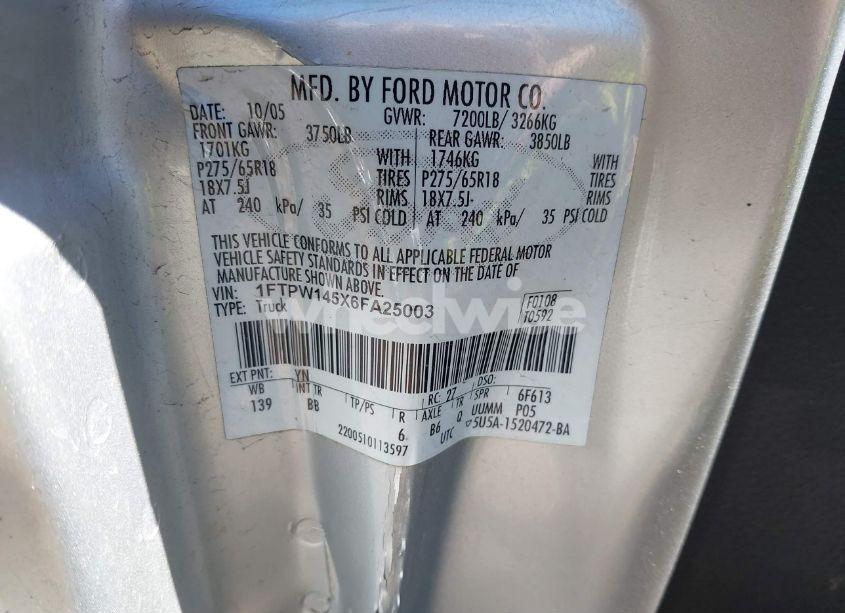 MFD. BY FORD MOTOR CO.
DATE: 10/05 GVWR: 7200LB/ 3266KG
FRONT GAWR: 3750LB REAR GAWR: 3850LB
1701KG WITH 1746KG WITH
P275/65R18 TIRES P275/65R18 TIRES
18X7.5J RIMS 18X7.5J- RIMS
AT 240 kPa/ 35 PSI COLD AT 240 kPa/ 35 PSI COLD
THIS VEHICLE CONFORMS TO ALL APPLICABLE FEDERAL MOTOR
VEHICLE SAFETY STANDARDS IN EFFECT ON THE DATE OF
MANUFACTURE SHOWN ABOVE.
VIN: 1FTPW145X6FA25003 F0108
TYPE: Truck T0592
wheelwise
EXT PNT: YN RC: 27 DSO:
WB INT TR TP/PS R AXLE TR SPR 6F613
139 BB 6 B6 Q UUMM P05
2200510113597 UTC 5U5A-1520472-BA